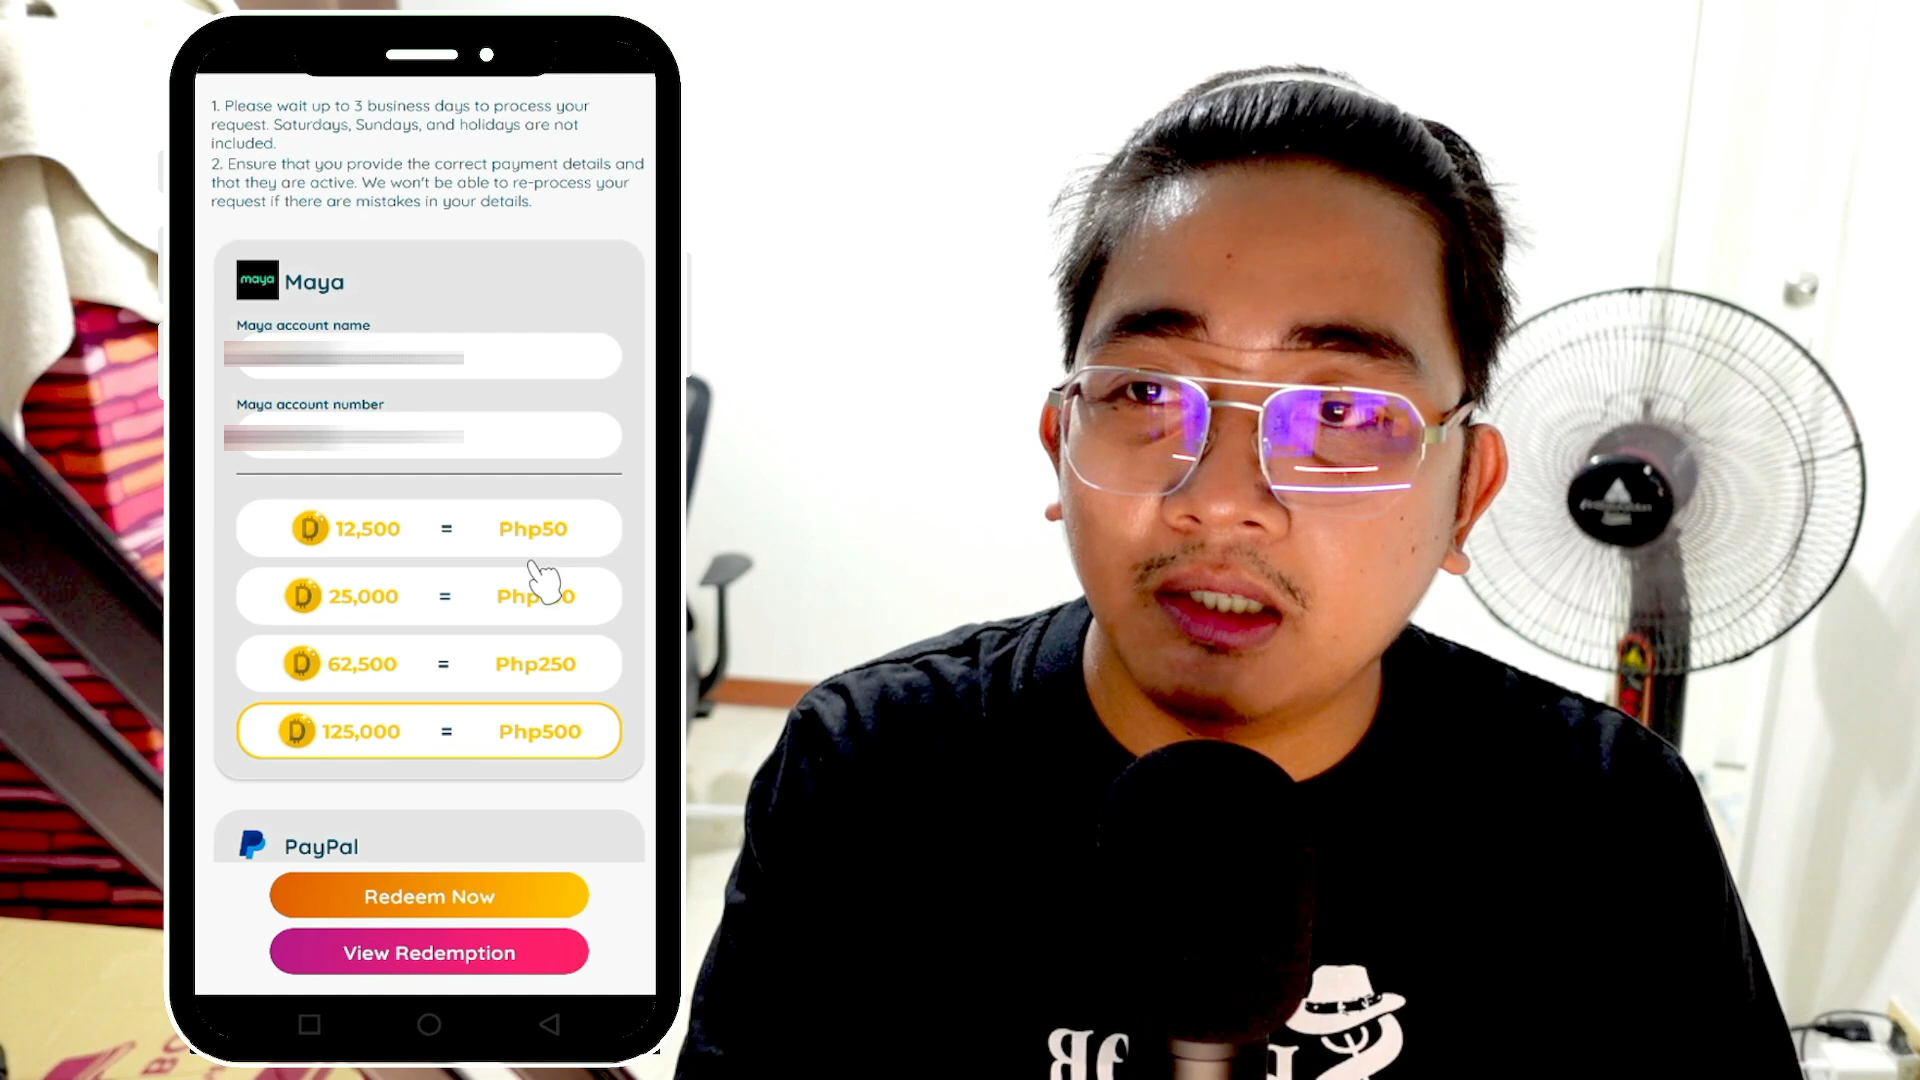 1. Please wait up to 3 business days to process your
request. Saturdays, Sundays, and holidays are not
included.
2. Ensure that you provide the correct payment details and
that they are active. We won't be able to re-process your
request if there are mistakes in your details.
maya Maya
Maya account name
Maya account number
12,500 = Php50
25,000 =
62,500 = Php250
125,000 = Php500
PayPal
Redeem Now
View Redemption